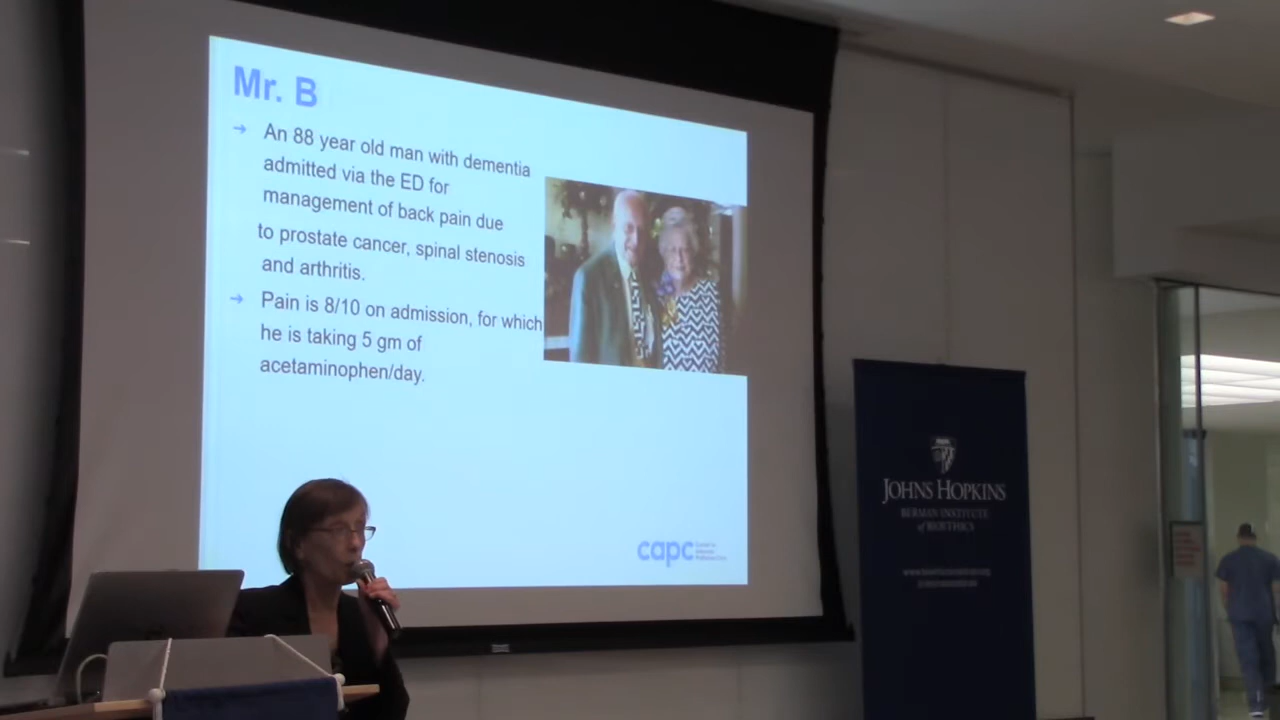 Mr. B
An 88 year old man with dementia
admitted via the ED for
management of back pain due
to prostate cancer, spinal stenosis
and arthritis.
Pain is 8/10 on admission, for which
he is taking 5 gm of
acetaminophen/day.
capc
JOHNS HOPKINS
BERMAN INSTITUTE
of BIOETHICS